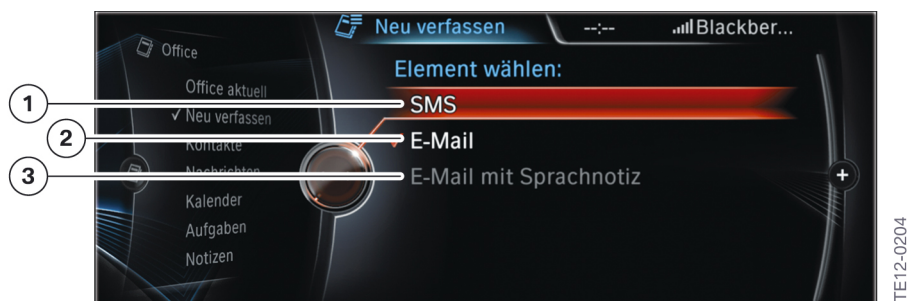 Neu verfassen
--:--
Blackber...
Office
Element wählen:
Office aktuell
Neu verfassen
Kontakte
Nachrichten
Kalender
Aufgaben
Notizen
1
SMS
2
E-Mail
3
E-Mail mit Sprachnotiz
+
TE12-0204